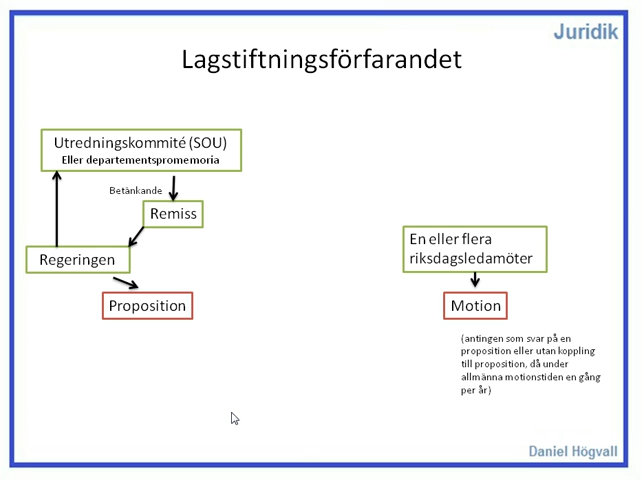 Juridik
Lagstiftningsförfarandet
Utredningskommité (SOU)
Eller departementspromemoria
Betänkande
Remiss
Regeringen
Proposition
En eller flera
riksdagsledamöter
Motion
(antingen som svar på en
proposition eller utan koppling
till proposition, då under
allmänna motionstiden en gång
per år)
Daniel Högvall